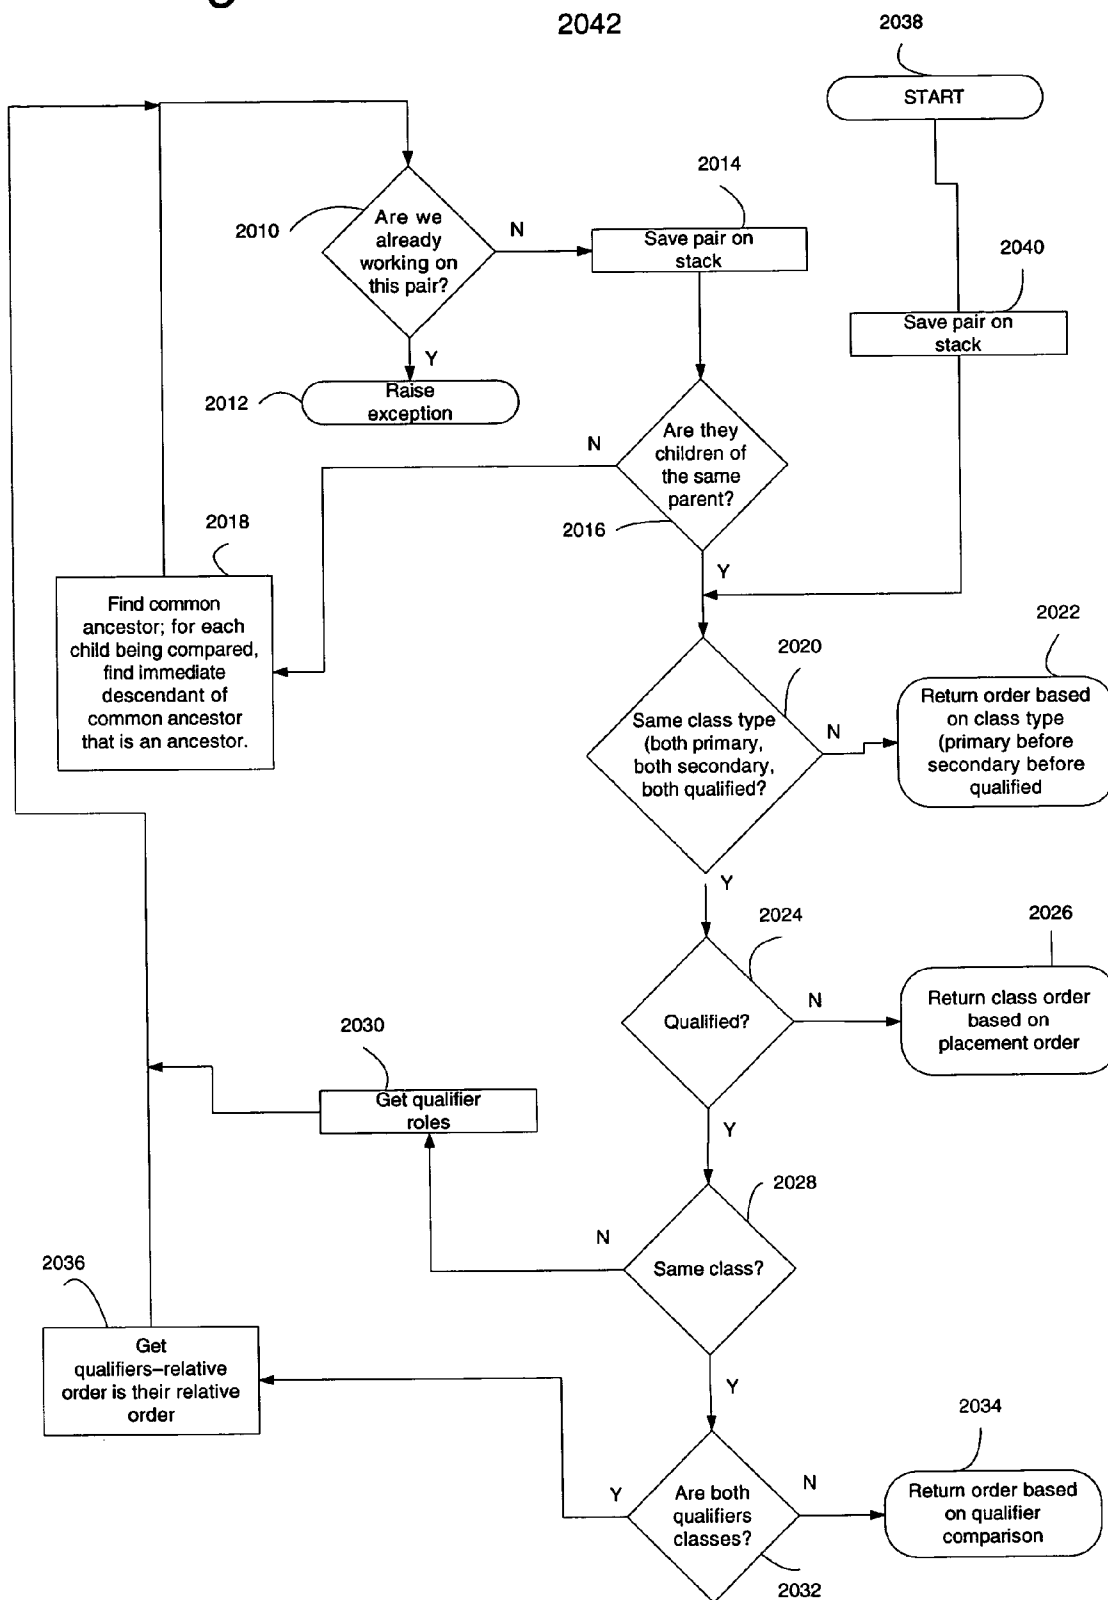 2042
2038
START
2014
2010
Are we
already
working on
this pair?
N
Save pair on
stack
2040
Save pair on
stack
Y
2012
Raise
exception
N
Are they
children of
the same
parent?
2016
2018
Y
Find common
ancestor; for each
child being compared,
find immediate
descendant of
common ancestor
that is an ancestor.
2022
2020
Return order based
on class type
(primary before
secondary before
qualified
Same class type
(both primary,
both secondary,
both qualified?
N
Y
2024
2026
Qualified?
N
Return class order
based on
placement order
2030
Get qualifier
roles
Y
2028
N
Same class?
2036
Get
qualifiers–relative
order is their relative
order
Y
2034
Y
Are both
qualifiers
classes?
N
Return order based
on qualifier
comparison
2032